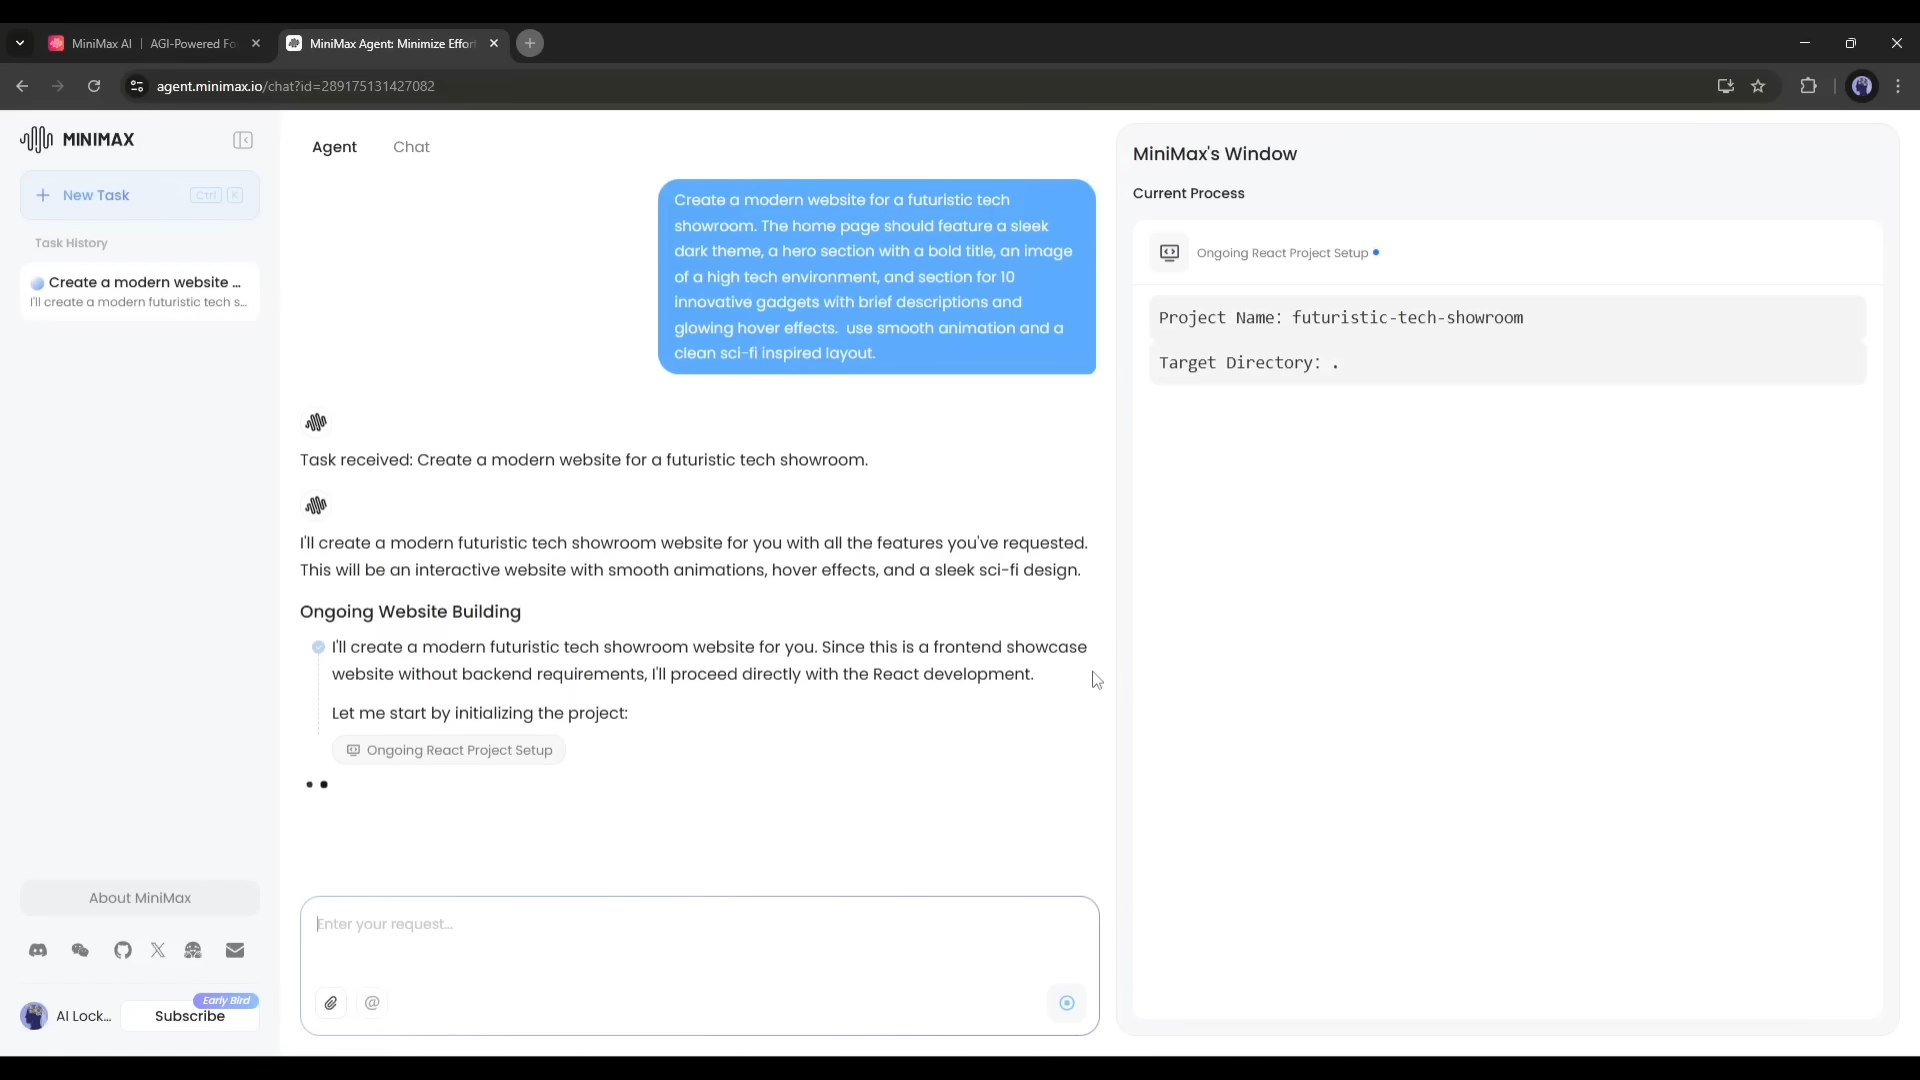 MiniMax AI | AGI-Powered Fo
MiniMax Agent: Minimize Effor
agent.minimax.io/chat?id=289175131427082
MINIMAX
New Task
Ctrl K
Task History
Create a modern website ...
I'll create a modern futuristic tech s...
About MiniMax
Early Bird
AI Lock...
Subscribe
Agent
Chat
Create a modern website for a futuristic tech
showroom. The home page should feature a sleek
dark theme, a hero section with a bold title, an image
of a high tech environment, and section for 10
innovative gadgets with brief descriptions and
glowing hover effects. use smooth animation and a
clean sci-fi inspired layout.
Task received: Create a modern website for a futuristic tech showroom.
I'll create a modern futuristic tech showroom website for you with all the features you've requested.
This will be an interactive website with smooth animations, hover effects, and a sleek sci-fi design.
Ongoing Website Building
I'll create a modern futuristic tech showroom website for you. Since this is a frontend showcase
website without backend requirements, I'll proceed directly with the React development.
Let me start by initializing the project:
Ongoing React Project Setup
Enter your request...
@
MiniMax's Window
Current Process
Ongoing React Project Setup
Project Name: futuristic-tech-showroom
Target Directory: .